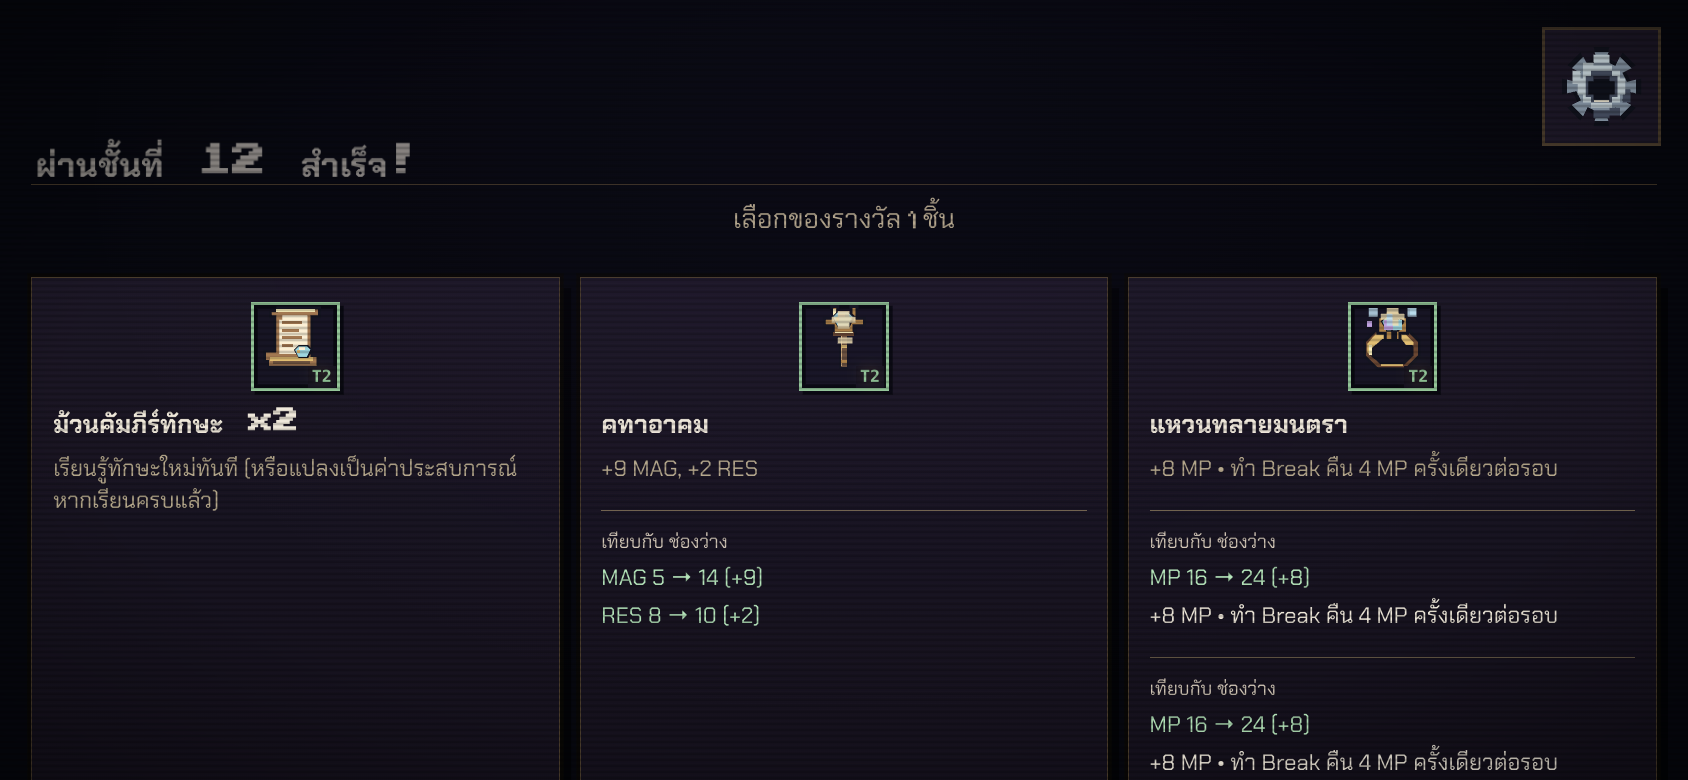 ผ่านชั้นที่ 12 สำเร็จ!
เลือกของรางวัล 1 ชิ้น
T2
ม้วนคัมภีร์ทักษะ x2
เรียนรู้ทักษะใหม่ทันที (หรือแปลงเป็นค่าประสบการณ์
หากเรียนครบแล้ว)
T2
คทาอาคม
+9 MAG, +2 RES
เทียบกับ ช่องว่าง
MAG 5 → 14 (+9)
RES 8 → 10 (+2)
T2
แหวนทลายมนตรา
+8 MP • ทำ Break คืน 4 MP ครั้งเดียวต่อรอบ
เทียบกับ ช่องว่าง
MP 16 → 24 (+8)
+8 MP • ทำ Break คืน 4 MP ครั้งเดียวต่อรอบ
เทียบกับ ช่องว่าง
MP 16 → 24 (+8)
+8 MP • ทำ Break คืน 4 MP ครั้งเดียวต่อรอบ